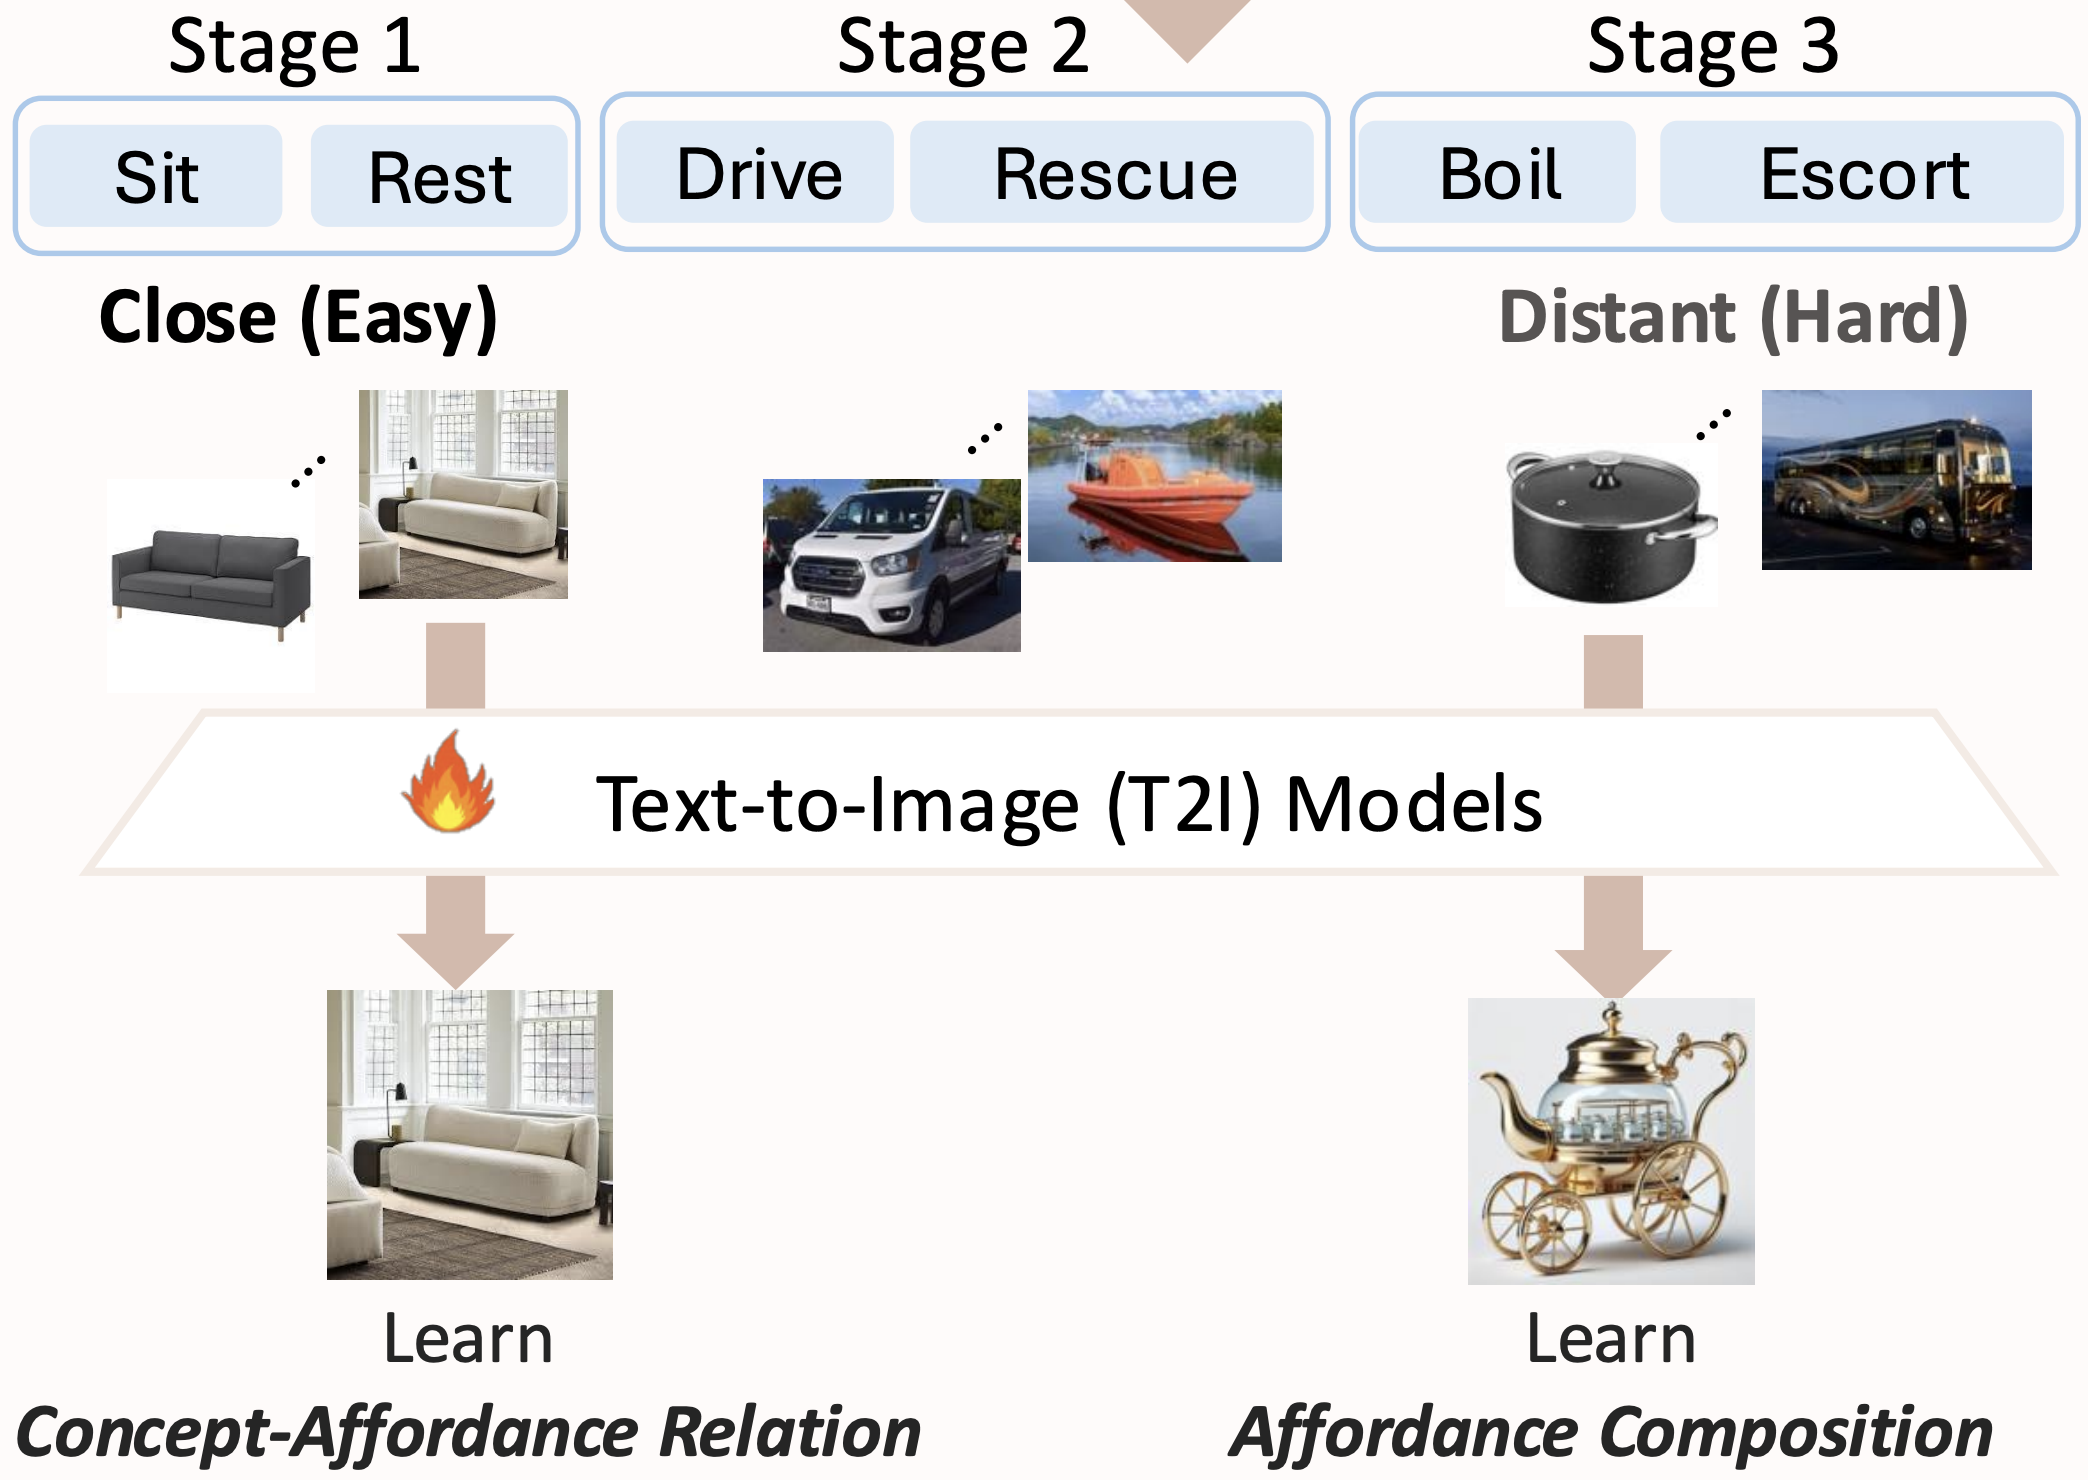 Stage 1
Stage 2
Stage 3
Sit
Rest
Drive
Rescue
Boil
Escort
Close (Easy)
Distant (Hard)
Text-to-Image (T2I) Models
Learn
Concept-Affordance Relation
Learn
Affordance Composition